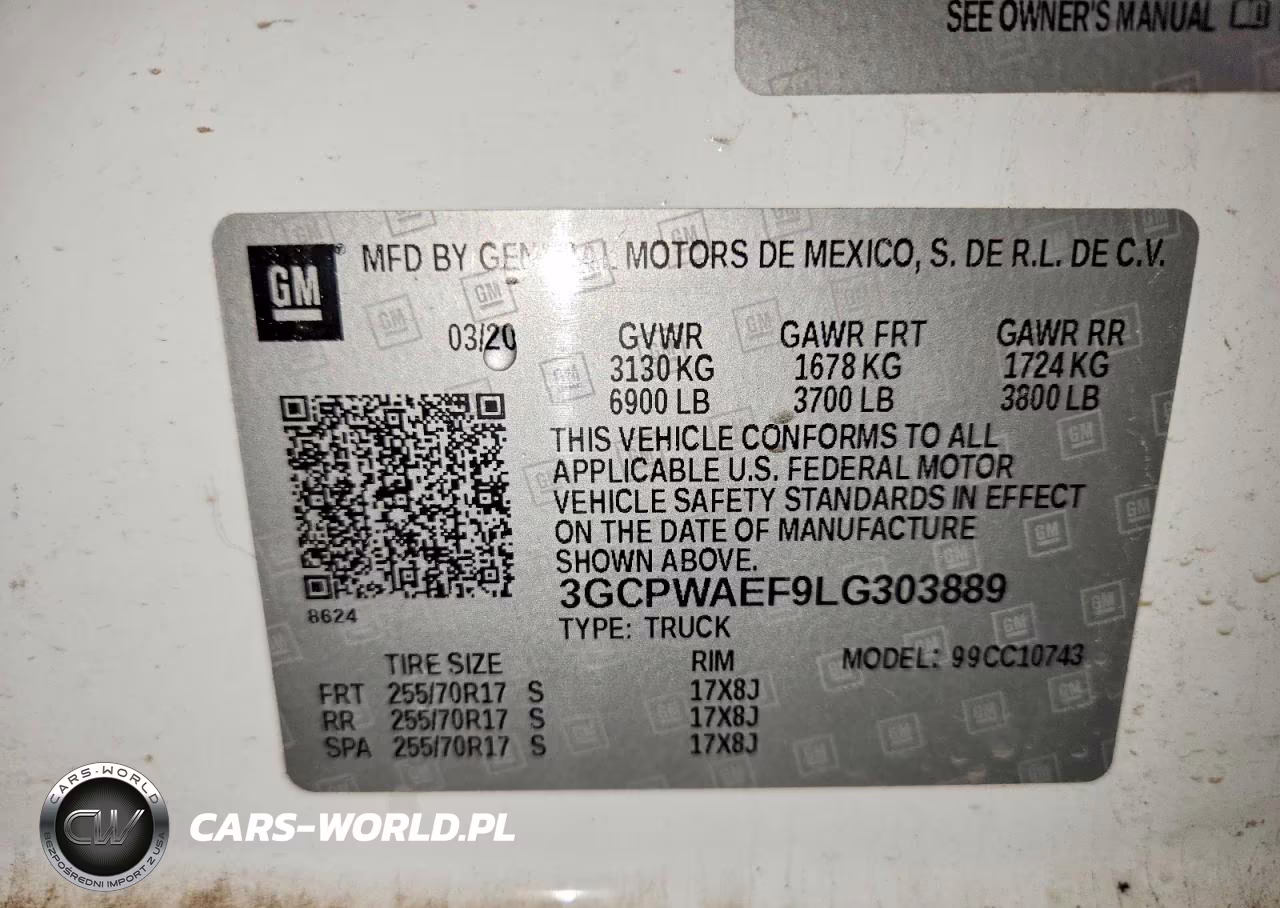 SEE OWNER'S MANUAL
GM
MFD BY GENERAL MOTORS DE MEXICO, S. DE R.L. DE C.V.
03/20
GVWR GAWR FRT GAWR RR
3130 KG 1678 KG 1724 KG
6900 LB 3700 LB 3800 LB
THIS VEHICLE CONFORMS TO ALL
APPLICABLE U.S. FEDERAL MOTOR
VEHICLE SAFETY STANDARDS IN EFFECT
ON THE DATE OF MANUFACTURE
SHOWN ABOVE.
3GCPWAEF9LG303889
8624
TYPE: TRUCK
TIRE SIZE RIM MODEL: 99CC10743
FRT 255/70R17 S 17X8J
RR 255/70R17 S 17X8J
SPA 255/70R17 S 17X8J
CARS-WORLD
CW
BEZPOŚREDNI IMPORT Z USA
CARS-WORLD.PL